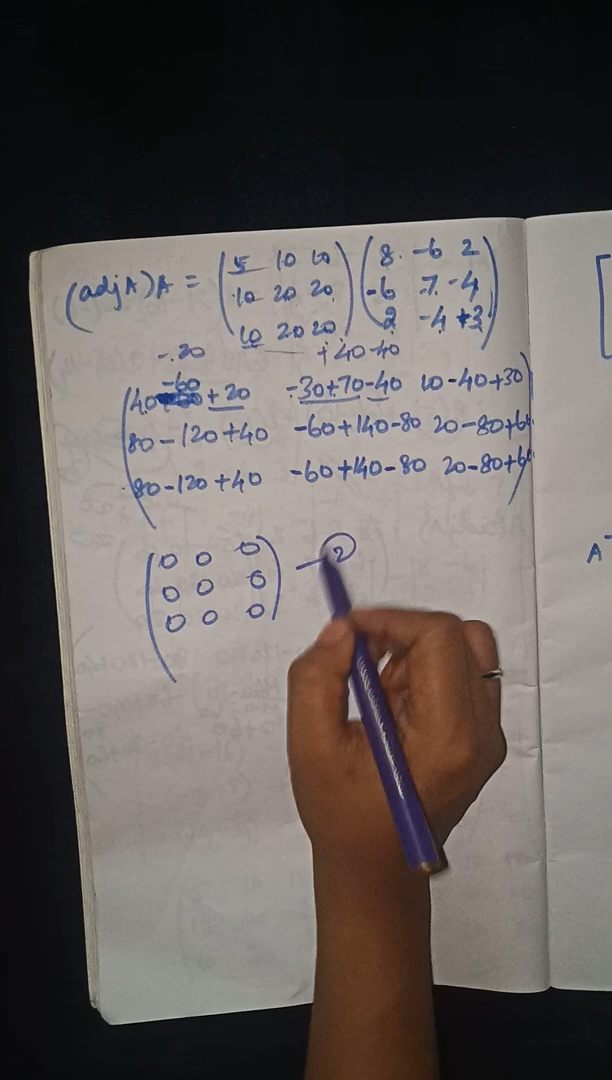 (adj A) A = ( 5 10 10 ) ( 8 -6 2 )
10 20 20 -6 7 -4
10 20 20 2 -4 +3
-20 +40 -40
-60
( 40 + 20 -30+70-40 10-40+30 )
80-120+40 -60+140-80 20-80+60
80-120+40 -60+140-80 20-80+60
( 0 0 0 ) — 2
0 0 0
0 0 0
A